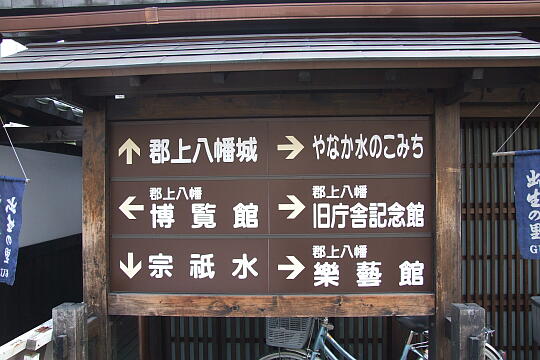 ↑ 郡上八幡城
→ やなか水のこみち
← 郡上八幡
博覧館
→ 郡上八幡
旧庁舎記念館
↓ 宗祇水
→ 郡上八幡
樂藝館